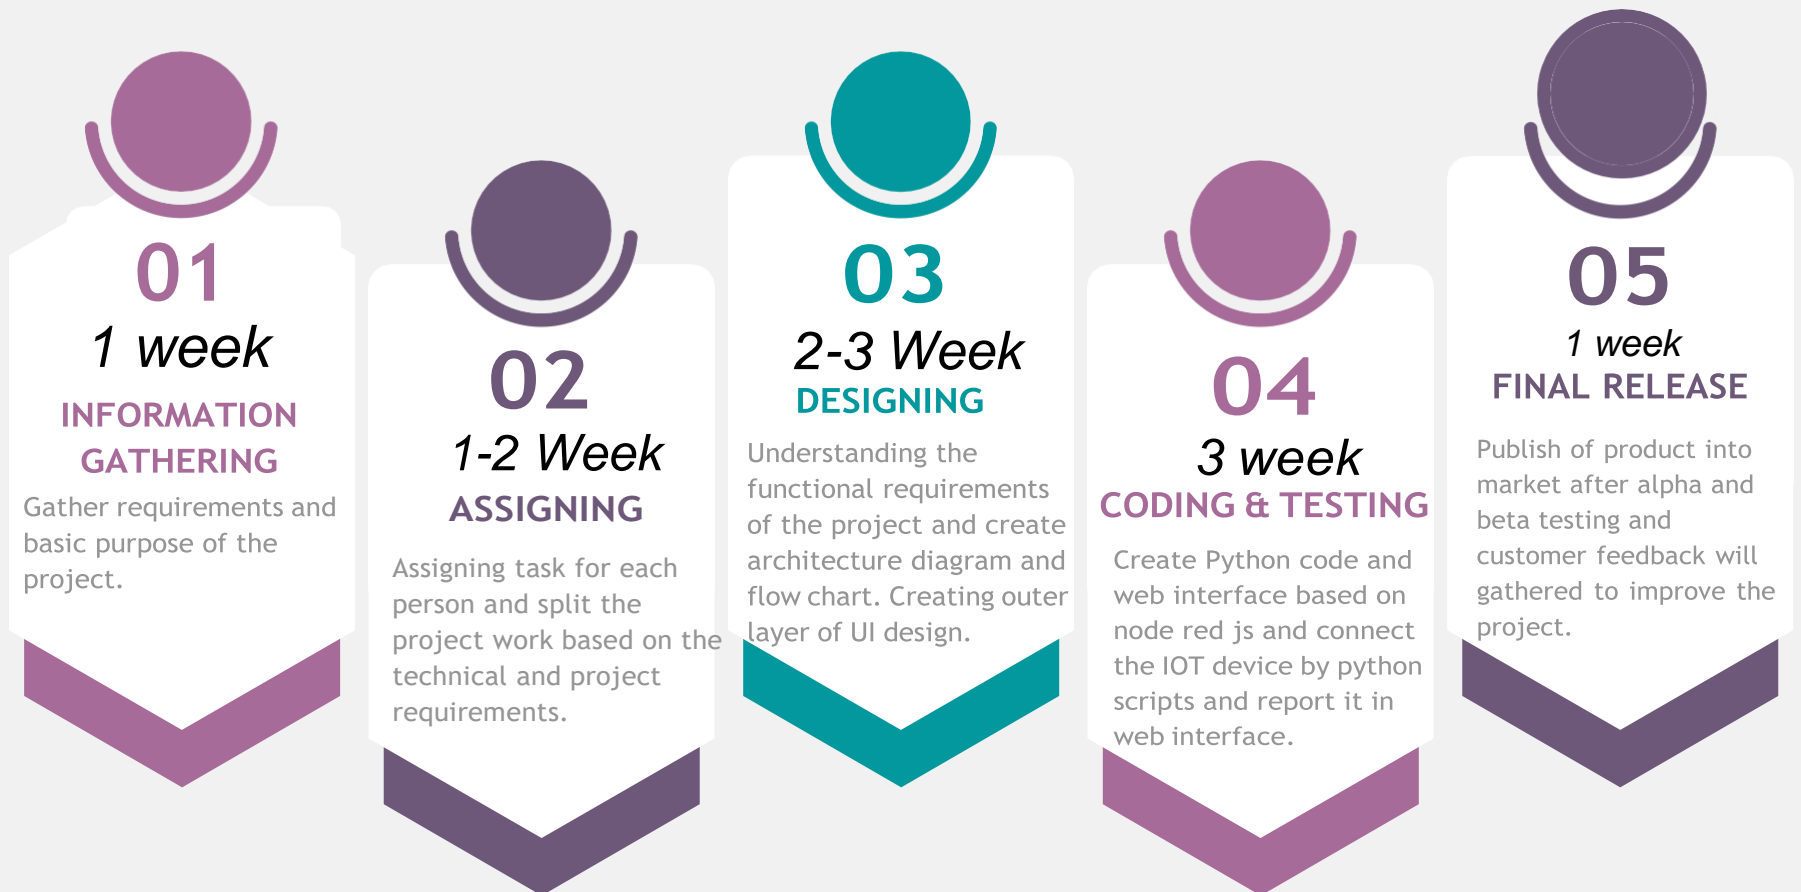 01
1 week
INFORMATION
GATHERING
Gather requirements and
basic purpose of the
project.
02
1-2 Week
ASSIGNING
Assigning task for each
person and split the
project work based on the
technical and project
requirements.
03
2-3 Week
DESIGNING
Understanding the
functional requirements
of the project and create
architecture diagram and
flow chart. Creating outer
layer of UI design.
04
3 week
CODING & TESTING
Create Python code and
web interface based on
node red js and connect
the IOT device by python
scripts and report it in
web interface.
05
1 week
FINAL RELEASE
Publish of product into
market after alpha and
beta testing and
customer feedback will
gathered to improve the
project.